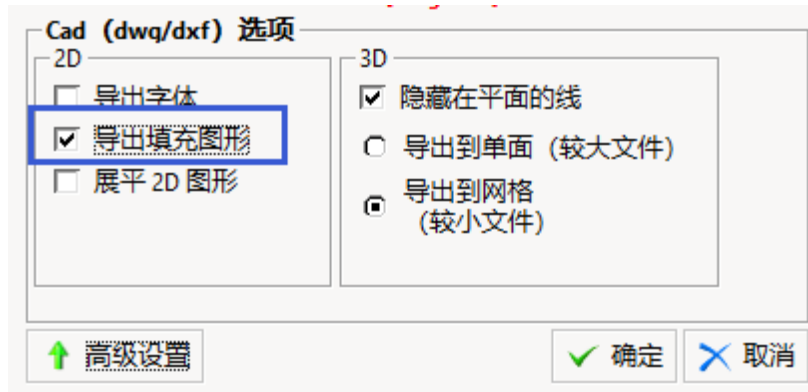 Cad (dwg/dxf) 选项
2D
导出字体
导出填充图形
展平 2D 图形
3D
隐藏在平面的线
导出到单面 (较大文件)
导出到网格
(较小文件)
高级设置
确定
取消